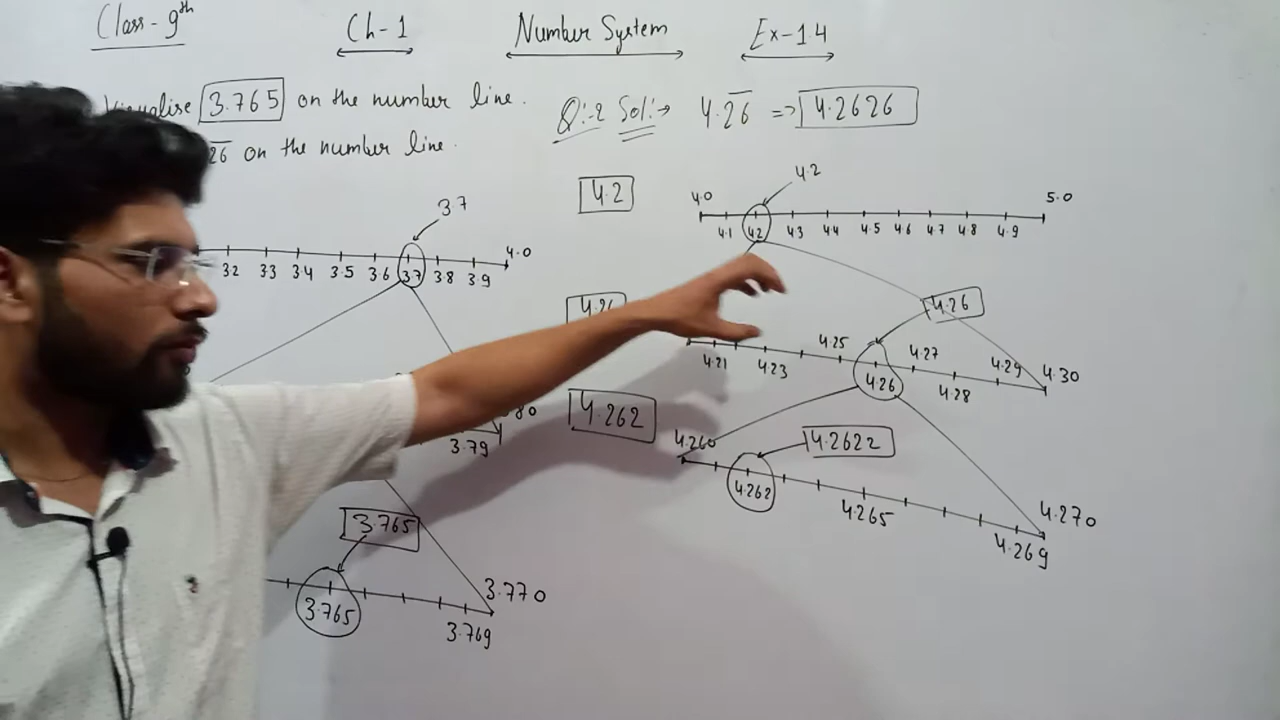 Class - 9th Ch-1 Number System Ex-1.4
Visualise 3.765 on the number line.
26 on the number line.
Q:-2 Sol:→ 4.2̅6̅ => 4.2626
4.2
3.7
3.2 3.3 3.4 3.5 3.6 3.7 3.8 3.9 4.0
3.79
3.765
3.765 3.769 3.770
4.2
4.0 4.1 4.2 4.3 4.4 4.5 4.6 4.7 4.8 4.9 5.0
4.26
4.21 4.23 4.25 4.26 4.27 4.28 4.29 4.30
4.262
4.2622
4.260 4.262 4.265 4.269 4.270